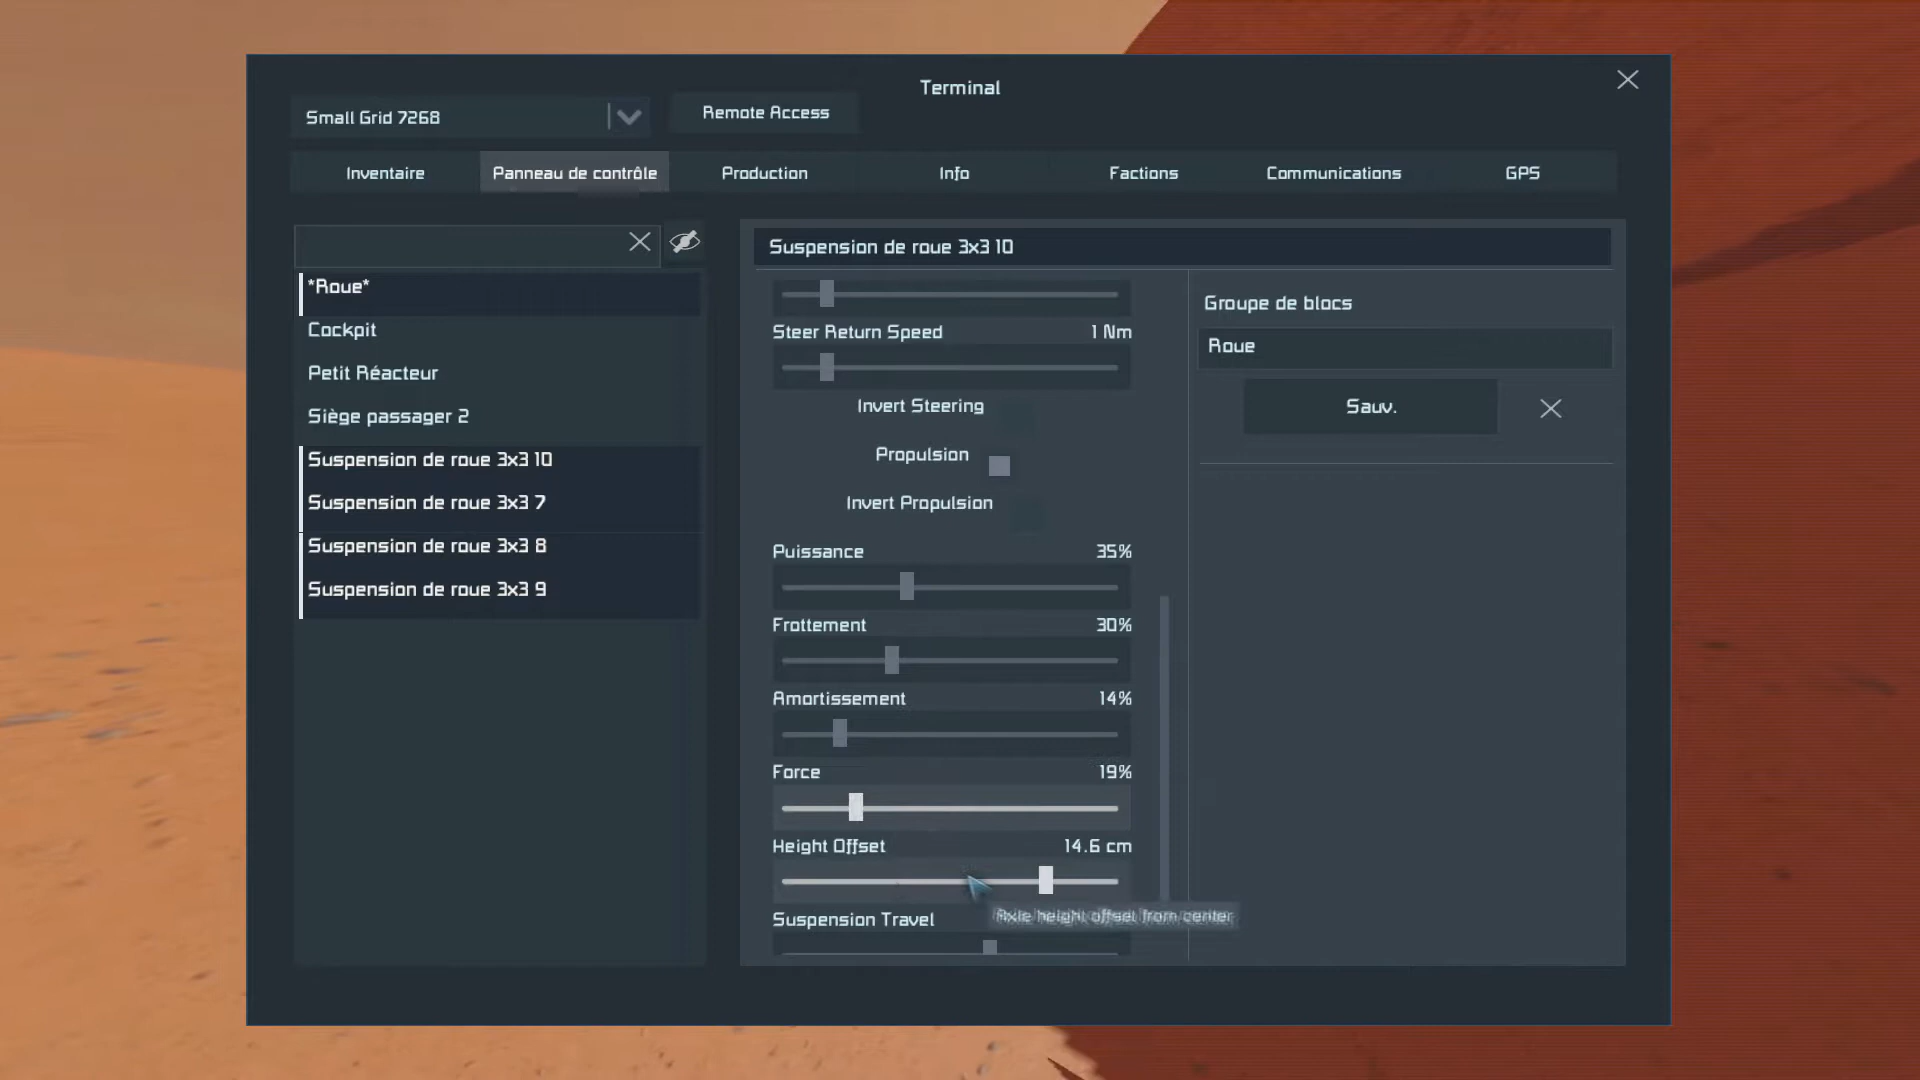 Terminal
Small Grid 7268
Remote Access
Inventaire
Panneau de contrôle
Production
Info
Factions
Communications
GPS
*Roue*
Cockpit
Petit Réacteur
Siège passager 2
Suspension de roue 3x3 10
Suspension de roue 3x3 7
Suspension de roue 3x3 8
Suspension de roue 3x3 9
Suspension de roue 3x3 10
Steer Return Speed 1 Nm
Invert Steering
Propulsion
Invert Propulsion
Puissance 35%
Frottement 30%
Amortissement 14%
Force 19%
Height Offset 14.6 cm
Suspension Travel
Axle height offset from center
Groupe de blocs
Roue
Sauv.